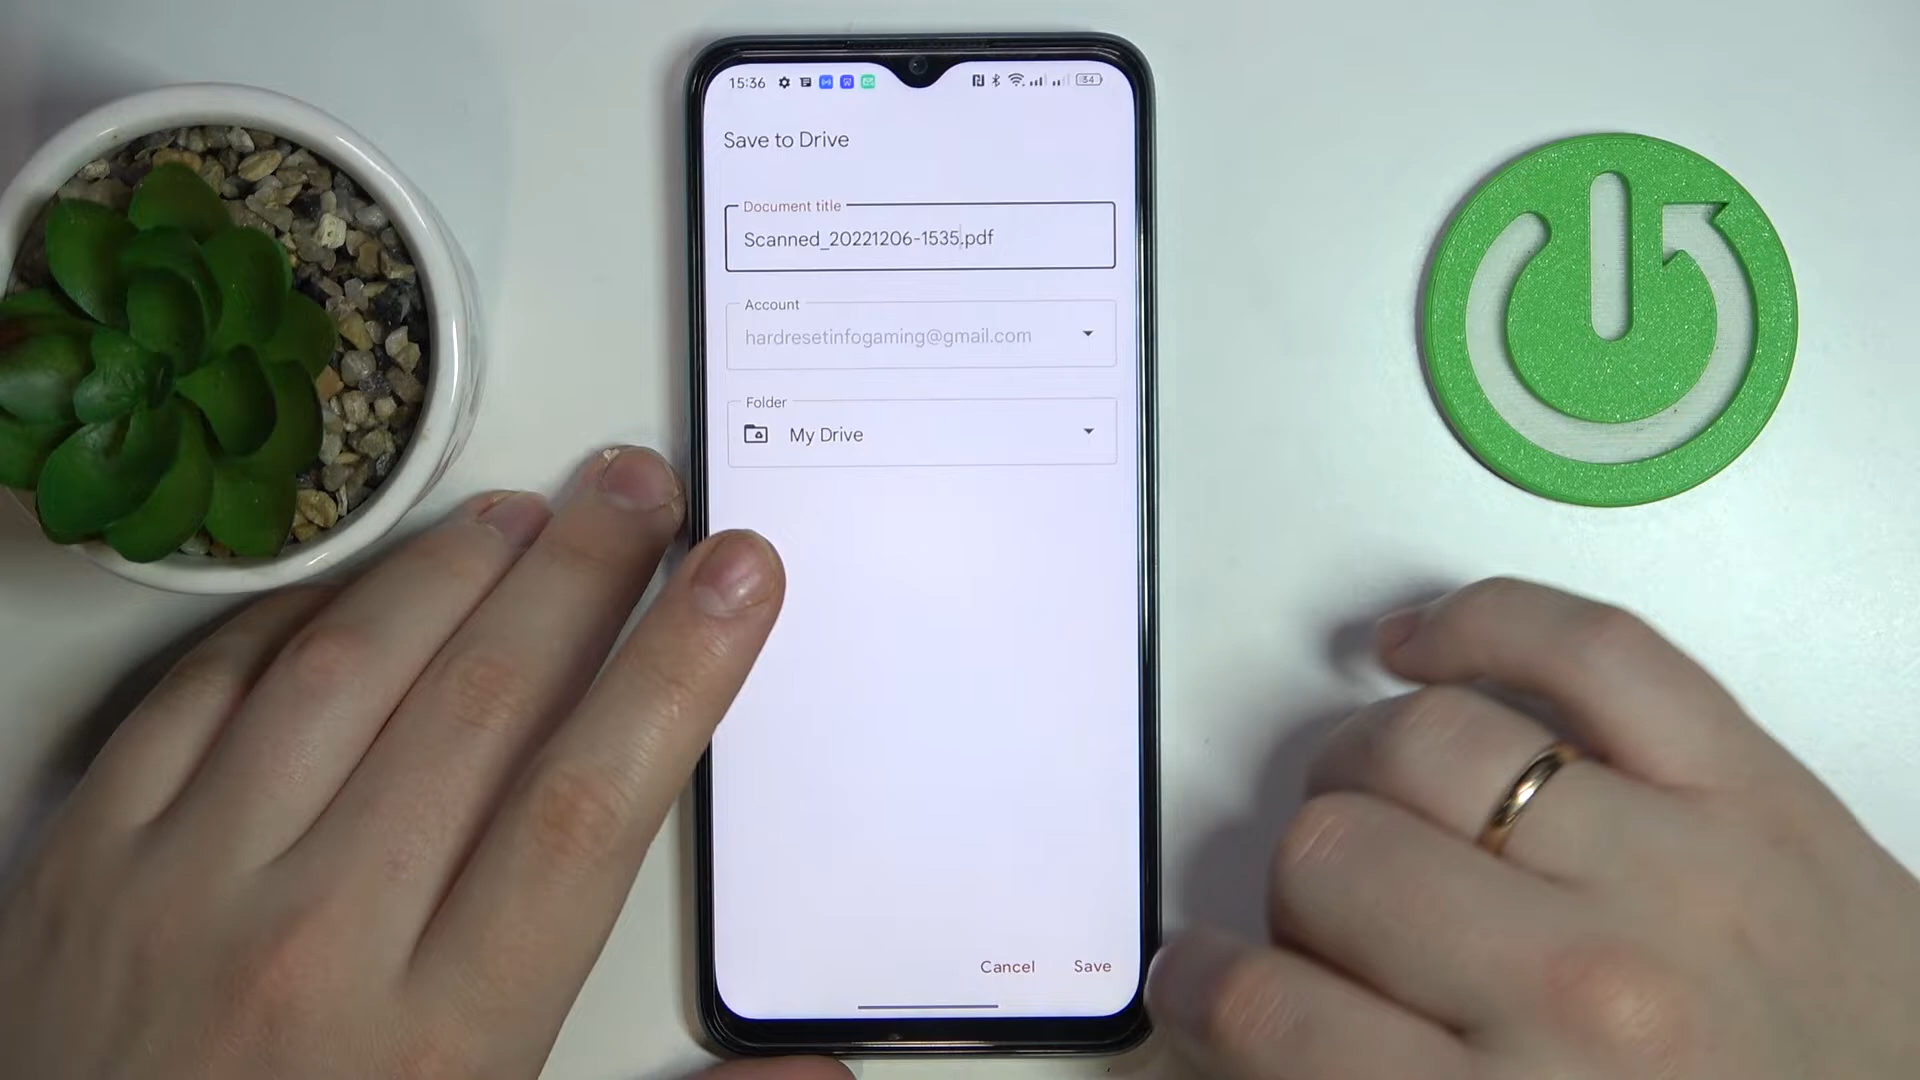 15:36
54
Save to Drive
Document title
Scanned_20221206-1535.pdf
Account
hardresetinfogaming@gmail.com
Folder
My Drive
Cancel
Save